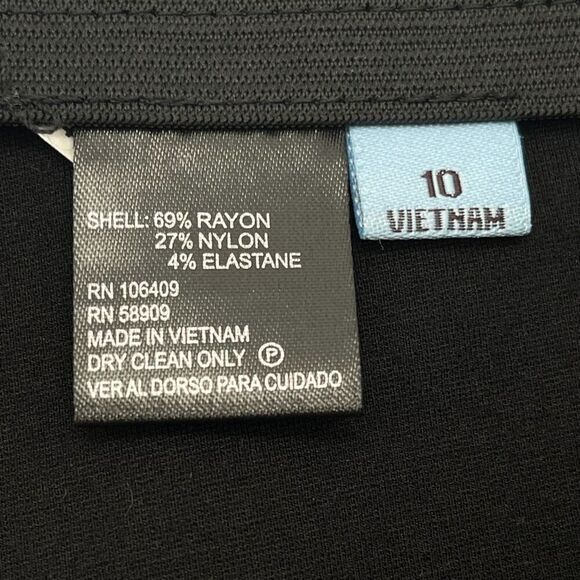 SHELL: 69% RAYON
27% NYLON
4% ELASTANE
RN 106409
RN 58909
MADE IN VIETNAM
DRY CLEAN ONLY Ⓟ
VER AL DORSO PARA CUIDADO
10
VIETNAM